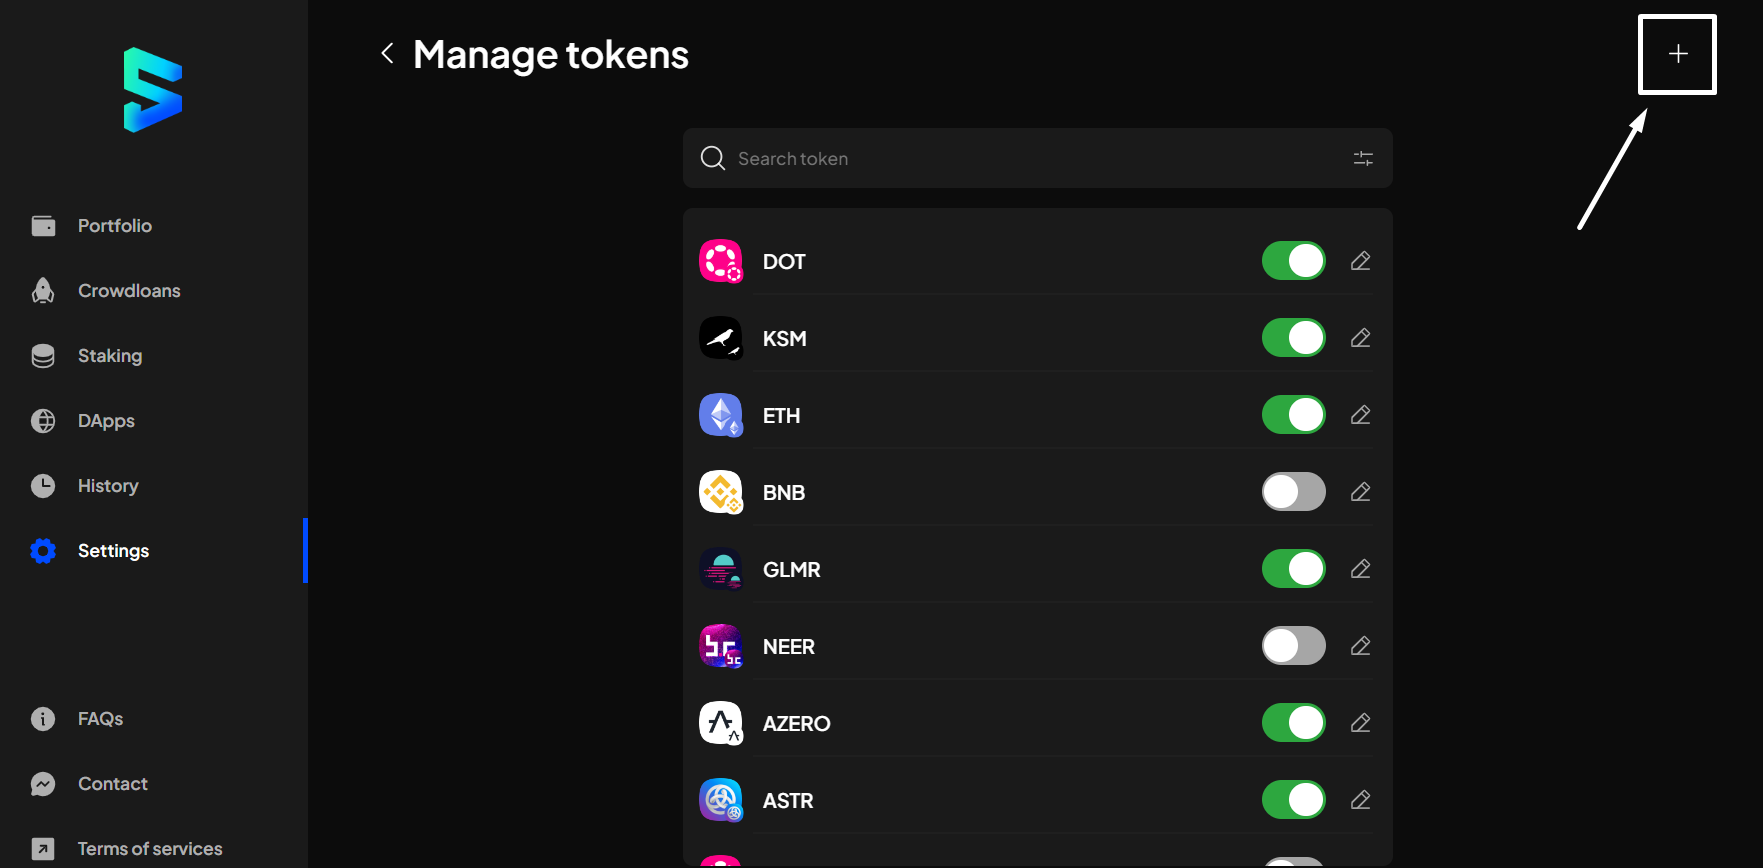 Manage tokens
Search token
Portfolio
Crowdloans
Staking
DApps
History
Settings
FAQs
Contact
Terms of services
DOT
KSM
ETH
BNB
GLMR
NEER
AZERO
ASTR